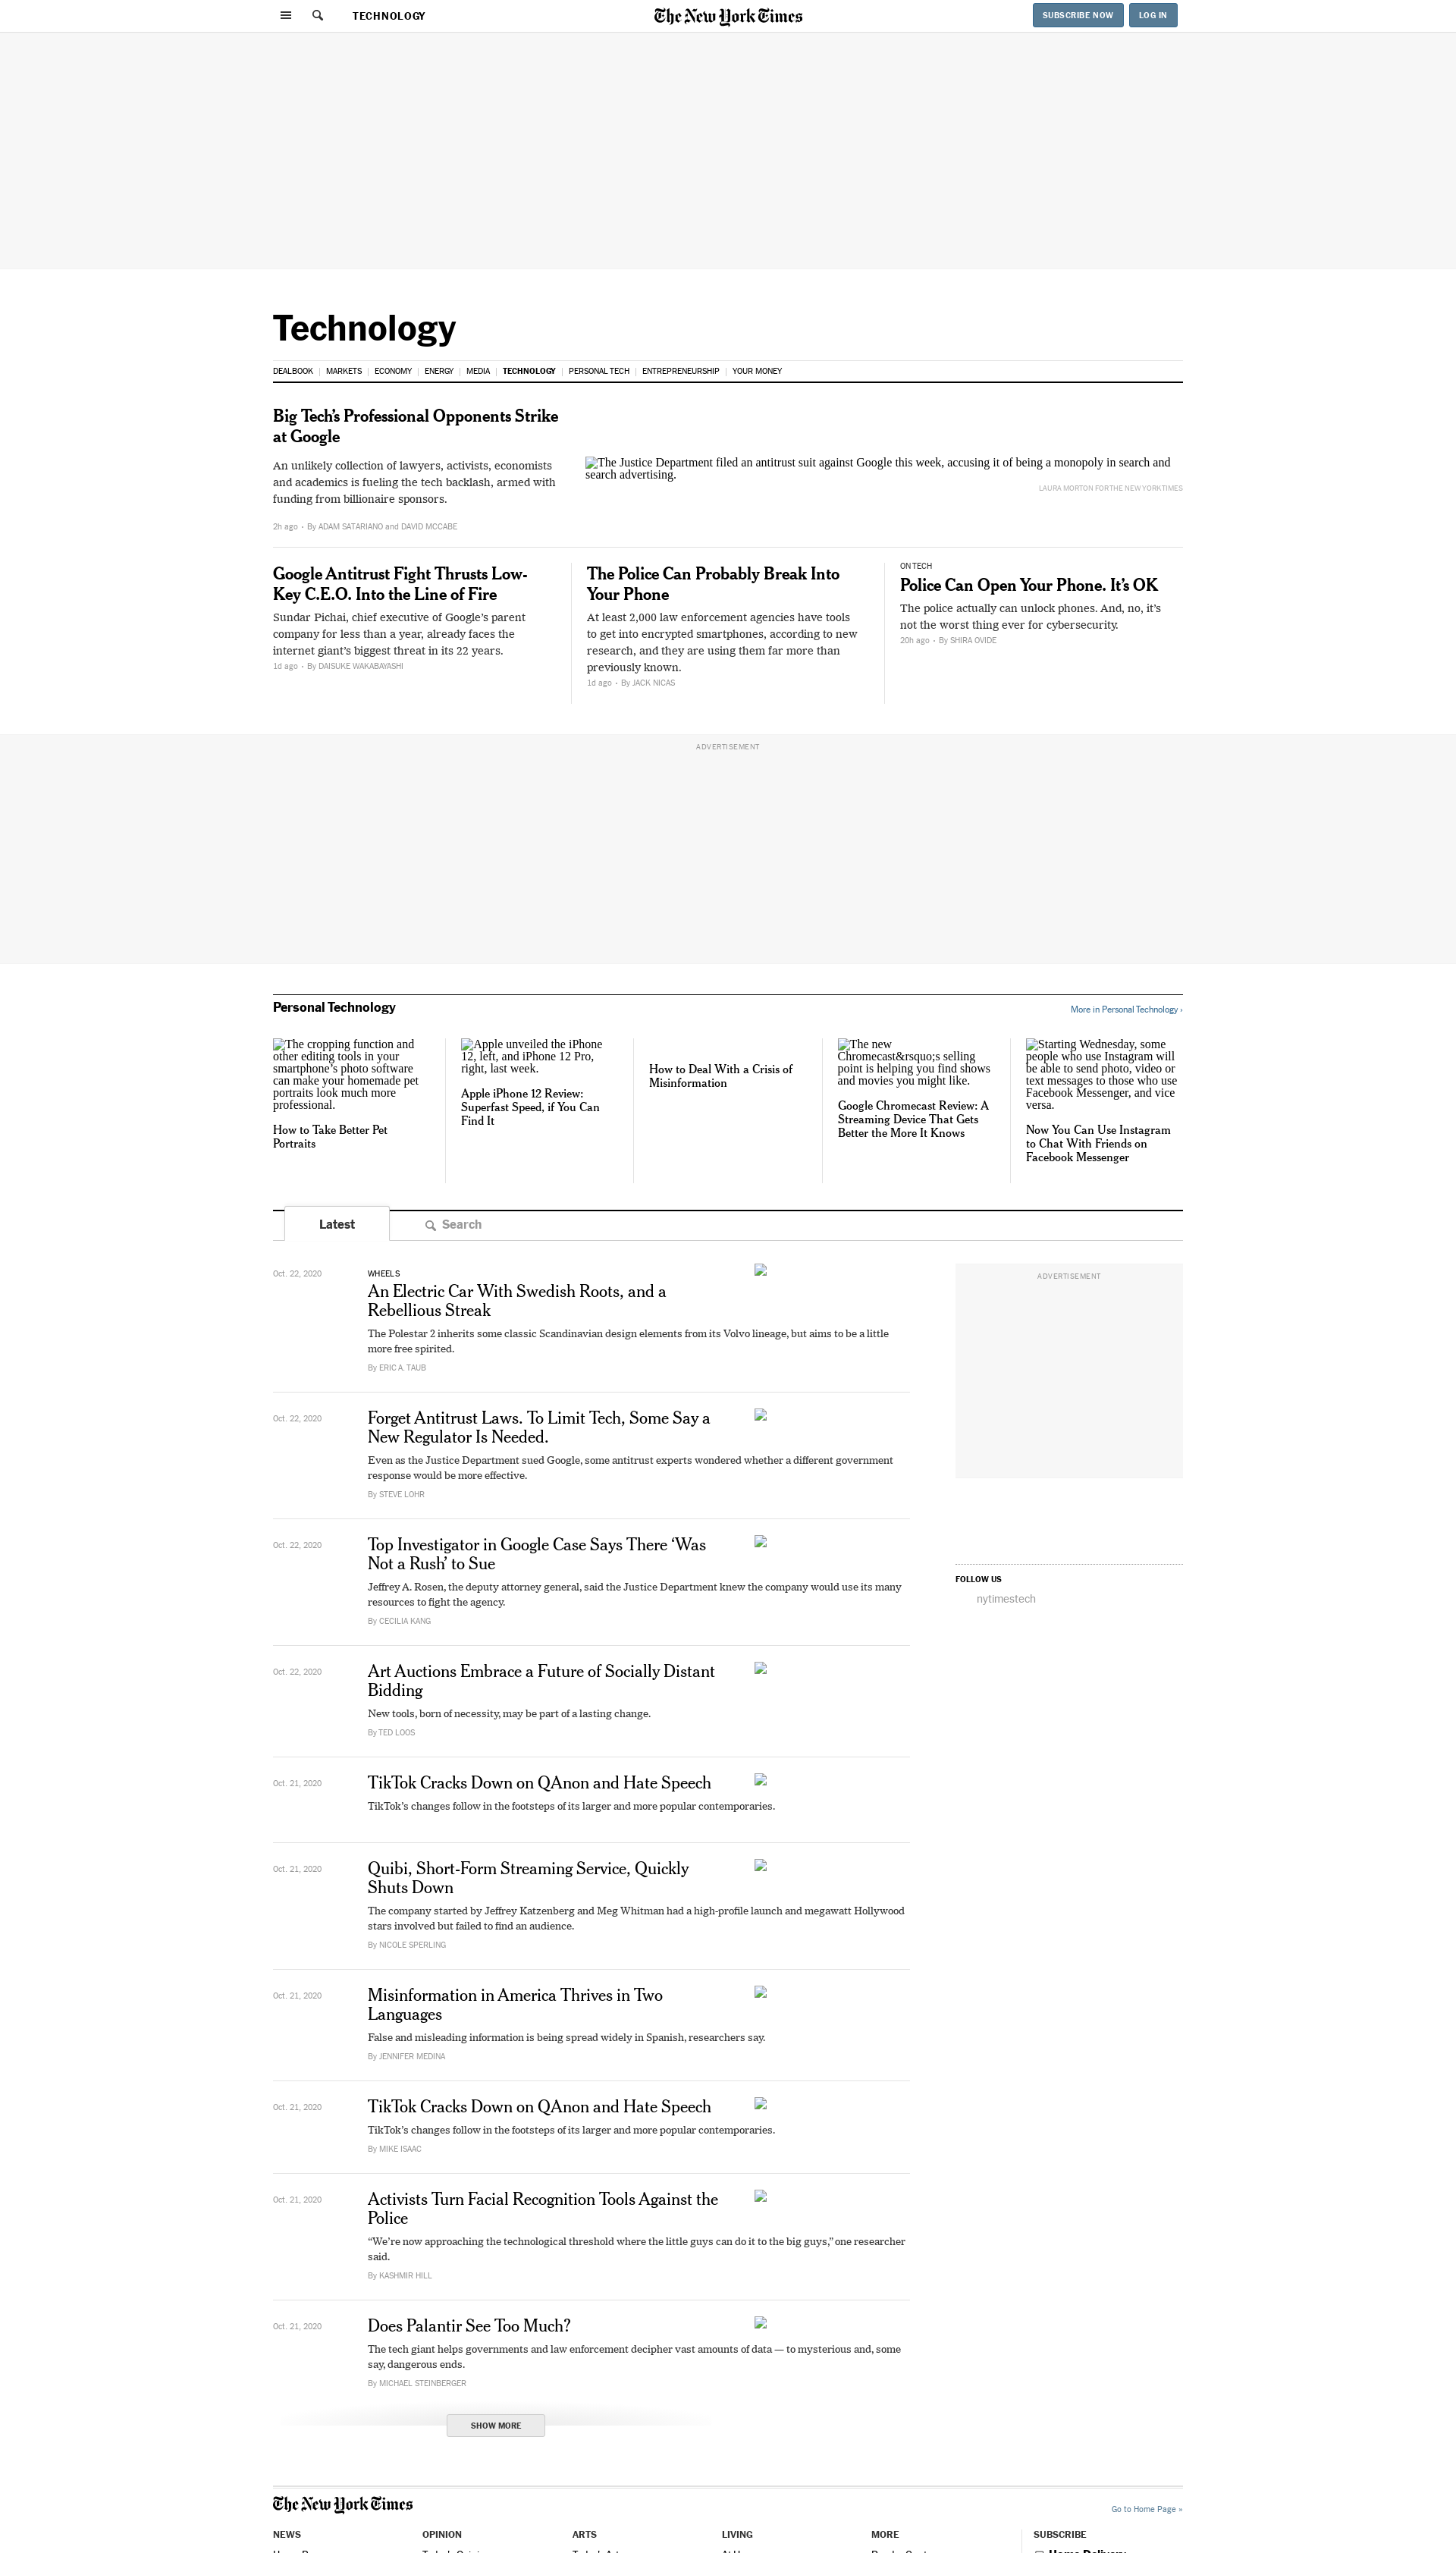 TECHNOLOGY
The New York Times
SUBSCRIBE NOW
LOG IN
Technology
DEALBOOK | MARKETS | ECONOMY | ENERGY | MEDIA | TECHNOLOGY | PERSONAL TECH | ENTREPRENEURSHIP | YOUR MONEY
Big Tech’s Professional Opponents Strike
at Google
An unlikely collection of lawyers, activists, economists
and academics is fueling the tech backlash, armed with
funding from billionaire sponsors.
2h ago • By ADAM SATARIANO and DAVID MCCABE
The Justice Department filed an antitrust suit against Google this week, accusing it of being a monopoly in search and
search advertising.
LAURA MORTON FOR THE NEW YORK TIMES
Google Antitrust Fight Thrusts Low-
Key C.E.O. Into the Line of Fire
Sundar Pichai, chief executive of Google’s parent
company for less than a year, already faces the
internet giant’s biggest threat in its 22 years.
1d ago • By DAISUKE WAKABAYASHI
The Police Can Probably Break Into
Your Phone
At least 2,000 law enforcement agencies have tools
to get into encrypted smartphones, according to new
research, and they are using them far more than
previously known.
1d ago • By JACK NICAS
ON TECH
Police Can Open Your Phone. It’s OK
The police actually can unlock phones. And, no, it’s
not the worst thing ever for cybersecurity.
20h ago • By SHIRA OVIDE
ADVERTISEMENT
Personal Technology
More in Personal Technology ›
The cropping function and
other editing tools in your
smartphone’s photo software
can make your homemade pet
portraits look much more
professional.
How to Take Better Pet
Portraits
Apple unveiled the iPhone
12, left, and iPhone 12 Pro,
right, last week.
Apple iPhone 12 Review:
Superfast Speed, if You Can
Find It
How to Deal With a Crisis of
Misinformation
The new
Chromecast&rsquo;s selling
point is helping you find shows
and movies you might like.
Google Chromecast Review: A
Streaming Device That Gets
Better the More It Knows
Starting Wednesday, some
people who use Instagram will
be able to send photo, video or
text messages to those who use
Facebook Messenger, and vice
versa.
Now You Can Use Instagram
to Chat With Friends on
Facebook Messenger
Latest
Search
Oct. 22, 2020
WHEELS
An Electric Car With Swedish Roots, and a
Rebellious Streak
The Polestar 2 inherits some classic Scandinavian design elements from its Volvo lineage, but aims to be a little
more free spirited.
By ERIC A. TAUB
ADVERTISEMENT
Oct. 22, 2020
Forget Antitrust Laws. To Limit Tech, Some Say a
New Regulator Is Needed.
Even as the Justice Department sued Google, some antitrust experts wondered whether a different government
response would be more effective.
By STEVE LOHR
Oct. 22, 2020
Top Investigator in Google Case Says There ‘Was
Not a Rush’ to Sue
Jeffrey A. Rosen, the deputy attorney general, said the Justice Department knew the company would use its many
resources to fight the agency.
By CECILIA KANG
FOLLOW US
nytimestech
Oct. 22, 2020
Art Auctions Embrace a Future of Socially Distant
Bidding
New tools, born of necessity, may be part of a lasting change.
By TED LOOS
Oct. 21, 2020
TikTok Cracks Down on QAnon and Hate Speech
TikTok’s changes follow in the footsteps of its larger and more popular contemporaries.
Oct. 21, 2020
Quibi, Short-Form Streaming Service, Quickly
Shuts Down
The company started by Jeffrey Katzenberg and Meg Whitman had a high-profile launch and megawatt Hollywood
stars involved but failed to find an audience.
By NICOLE SPERLING
Oct. 21, 2020
Misinformation in America Thrives in Two
Languages
False and misleading information is being spread widely in Spanish, researchers say.
By JENNIFER MEDINA
Oct. 21, 2020
TikTok Cracks Down on QAnon and Hate Speech
TikTok’s changes follow in the footsteps of its larger and more popular contemporaries.
By MIKE ISAAC
Oct. 21, 2020
Activists Turn Facial Recognition Tools Against the
Police
“We’re now approaching the technological threshold where the little guys can do it to the big guys,” one researcher
said.
By KASHMIR HILL
Oct. 21, 2020
Does Palantir See Too Much?
The tech giant helps governments and law enforcement decipher vast amounts of data — to mysterious and, some
say, dangerous ends.
By MICHAEL STEINBERGER
SHOW MORE
The New York Times
Go to Home Page »
NEWS
OPINION
ARTS
LIVING
MORE
SUBSCRIBE